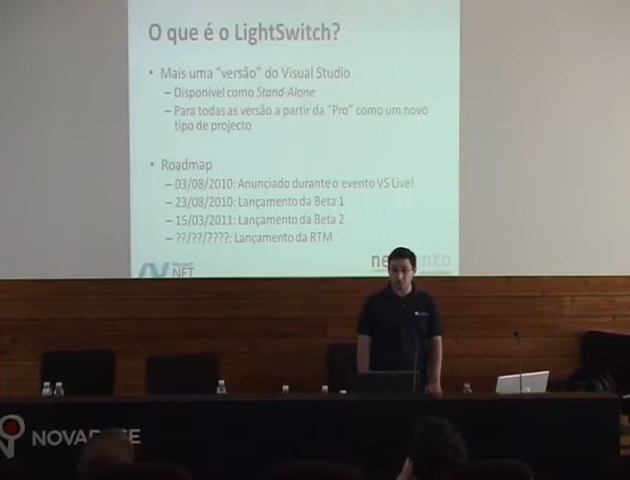 O que é o LightSwitch?
• Mais uma “versão” do Visual Studio
– Disponível como Stand-Alone
– Para todas as versão a partir da “Pro” como um novo
tipo de projecto
• Roadmap
– 03/08/2010: Anunciado durante o evento VS Live!
– 23/08/2010: Lançamento da Beta 1
– 15/03/2011: Lançamento da Beta 2
– ??/??/????: Lançamento da RTM
Microsoft
.NET